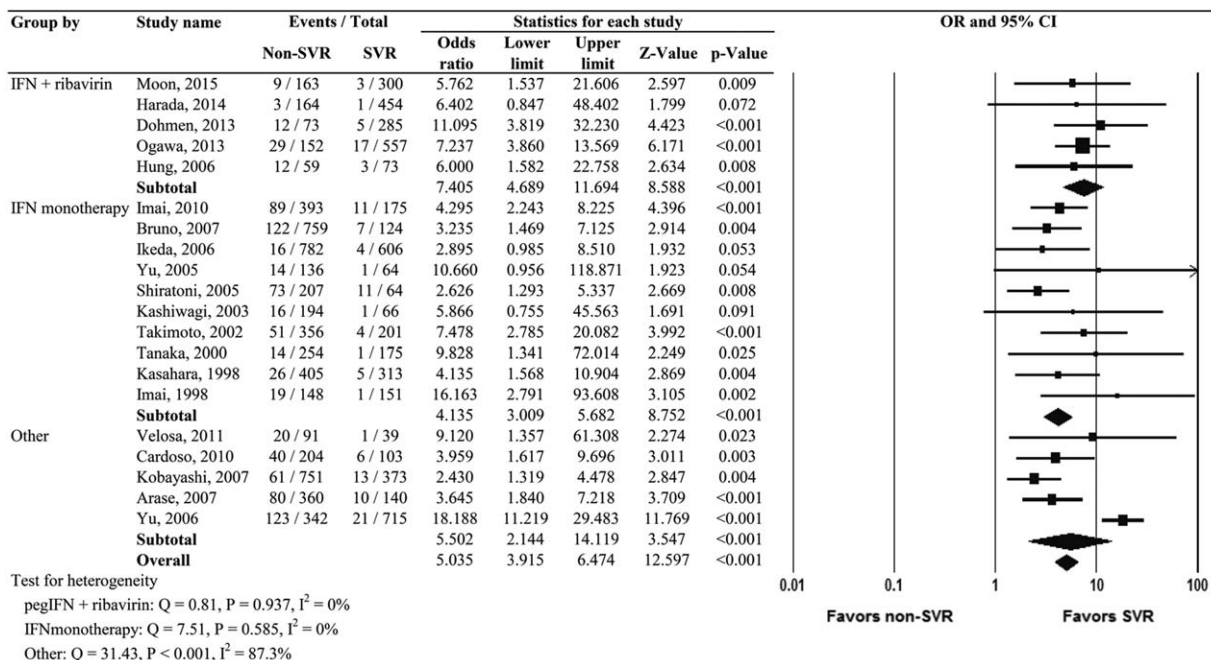 Group by Study name Events / Total Statistics for each study OR and 95% CI
Non-SVR SVR Odds ratio Lower limit Upper limit Z-Value p-Value
IFN + ribavirin Moon, 2015 9 / 163 3 / 300 5.762 1.537 21.606 2.597 0.009
Harada, 2014 3 / 164 1 / 454 6.402 0.847 48.402 1.799 0.072
Dohmen, 2013 12 / 73 5 / 285 11.095 3.819 32.230 4.423 <0.001
Ogawa, 2013 29 / 152 17 / 557 7.237 3.860 13.569 6.171 <0.001
Hung, 2006 12 / 59 3 / 73 6.000 1.582 22.758 2.634 0.008
Subtotal 7.405 4.689 11.694 8.588 <0.001
IFN monotherapy Imai, 2010 89 / 393 11 / 175 4.295 2.243 8.225 4.396 <0.001
Bruno, 2007 122 / 759 7 / 124 3.235 1.469 7.125 2.914 0.004
Ikeda, 2006 16 / 782 4 / 606 2.895 0.985 8.510 1.932 0.053
Yu, 2005 14 / 136 1 / 64 10.660 0.956 118.871 1.923 0.054
Shiratoni, 2005 73 / 207 11 / 64 2.626 1.293 5.337 2.669 0.008
Kashiwagi, 2003 16 / 194 1 / 66 5.866 0.755 45.563 1.691 0.091
Takimoto, 2002 51 / 356 4 / 201 7.478 2.785 20.082 3.992 <0.001
Tanaka, 2000 14 / 254 1 / 175 9.828 1.341 72.014 2.249 0.025
Kasahara, 1998 26 / 405 5 / 313 4.135 1.568 10.904 2.869 0.004
Imai, 1998 19 / 148 1 / 151 16.163 2.791 93.608 3.105 0.002
Subtotal 4.135 3.009 5.682 8.752 <0.001
Other Velosa, 2011 20 / 91 1 / 39 9.120 1.357 61.308 2.274 0.023
Cardoso, 2010 40 / 204 6 / 103 3.959 1.617 9.696 3.011 0.003
Kobayashi, 2007 61 / 751 13 / 373 2.430 1.319 4.478 2.847 0.004
Arase, 2007 80 / 360 10 / 140 3.645 1.840 7.218 3.709 <0.001
Yu, 2006 123 / 342 21 / 715 18.188 11.219 29.483 11.769 <0.001
Subtotal 5.502 2.144 14.119 3.547 <0.001
Overall 5.035 3.915 6.474 12.597 <0.001
0.01 0.1 1 10 100
Favors non-SVR Favors SVR
Test for heterogeneity
pegIFN + ribavirin: Q = 0.81, P = 0.937, I² = 0%
IFNmonotherapy: Q = 7.51, P = 0.585, I² = 0%
Other: Q = 31.43, P < 0.001, I² = 87.3%